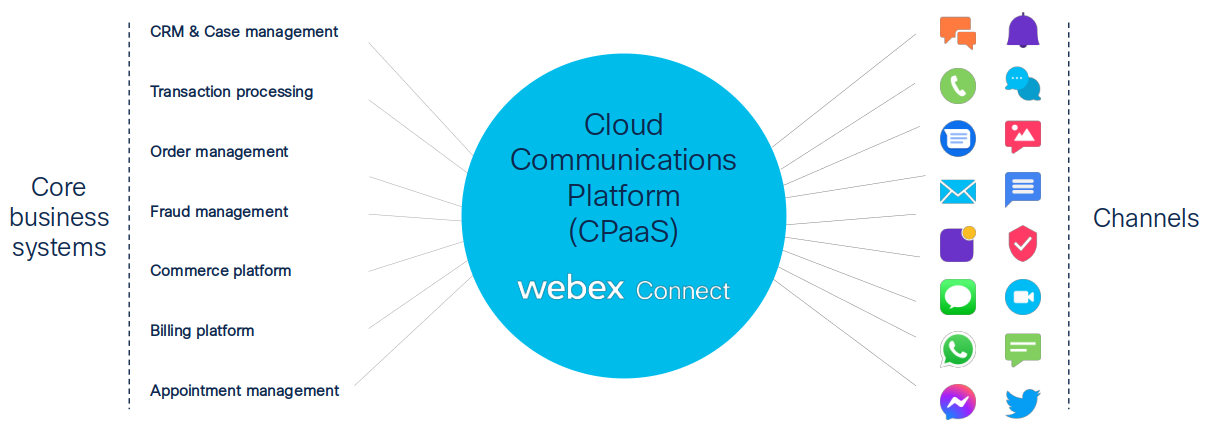 Core
business
systems
CRM & Case management
Transaction processing
Order management
Fraud management
Commerce platform
Billing platform
Appointment management
Cloud
Communications
Platform
(CPaaS)
webex Connect
Channels